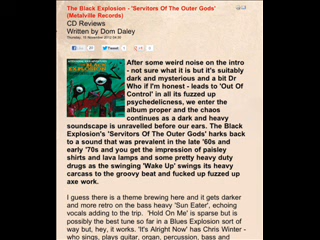 The Black Explosion - 'Servitors Of The Outer Gods'
(Metalville Records)
CD Reviews
Written by Dom Daley
After some weird noise on the intro
- not sure what it is but it's suitably
dark and mysterious and a bit Dr
Who if I'm honest - leads to 'Out Of
Control' in all its fuzzed up
psychedelicness, we enter the
album proper and the chaos
continues as a dark and heavy
soundscape is unravelled before our ears. The Black
Explosion's 'Servitors Of The Outer Gods' harks back
to a sound that was prevalent in the late '60s and
early '70s and you get the impression of paisley
shirts and lava lamps and some pretty heavy duty
drugs as the swinging 'Wake Up' swings its heavy
carcass to the groovy beat and fucked up fuzzed up
axe work.
I guess there is a theme brewing here and it gets darker
and more retro on the bass heavy 'Sun Eater', echoing
vocals adding to the trip. 'Hold On Me' is sparse but is
possibly the best tune so far in a Blues Explosion sort of
way but, hey, it works. 'It's Alright Now' has Chris Winter -
who sings, plays guitar, organ, percussion, bass and